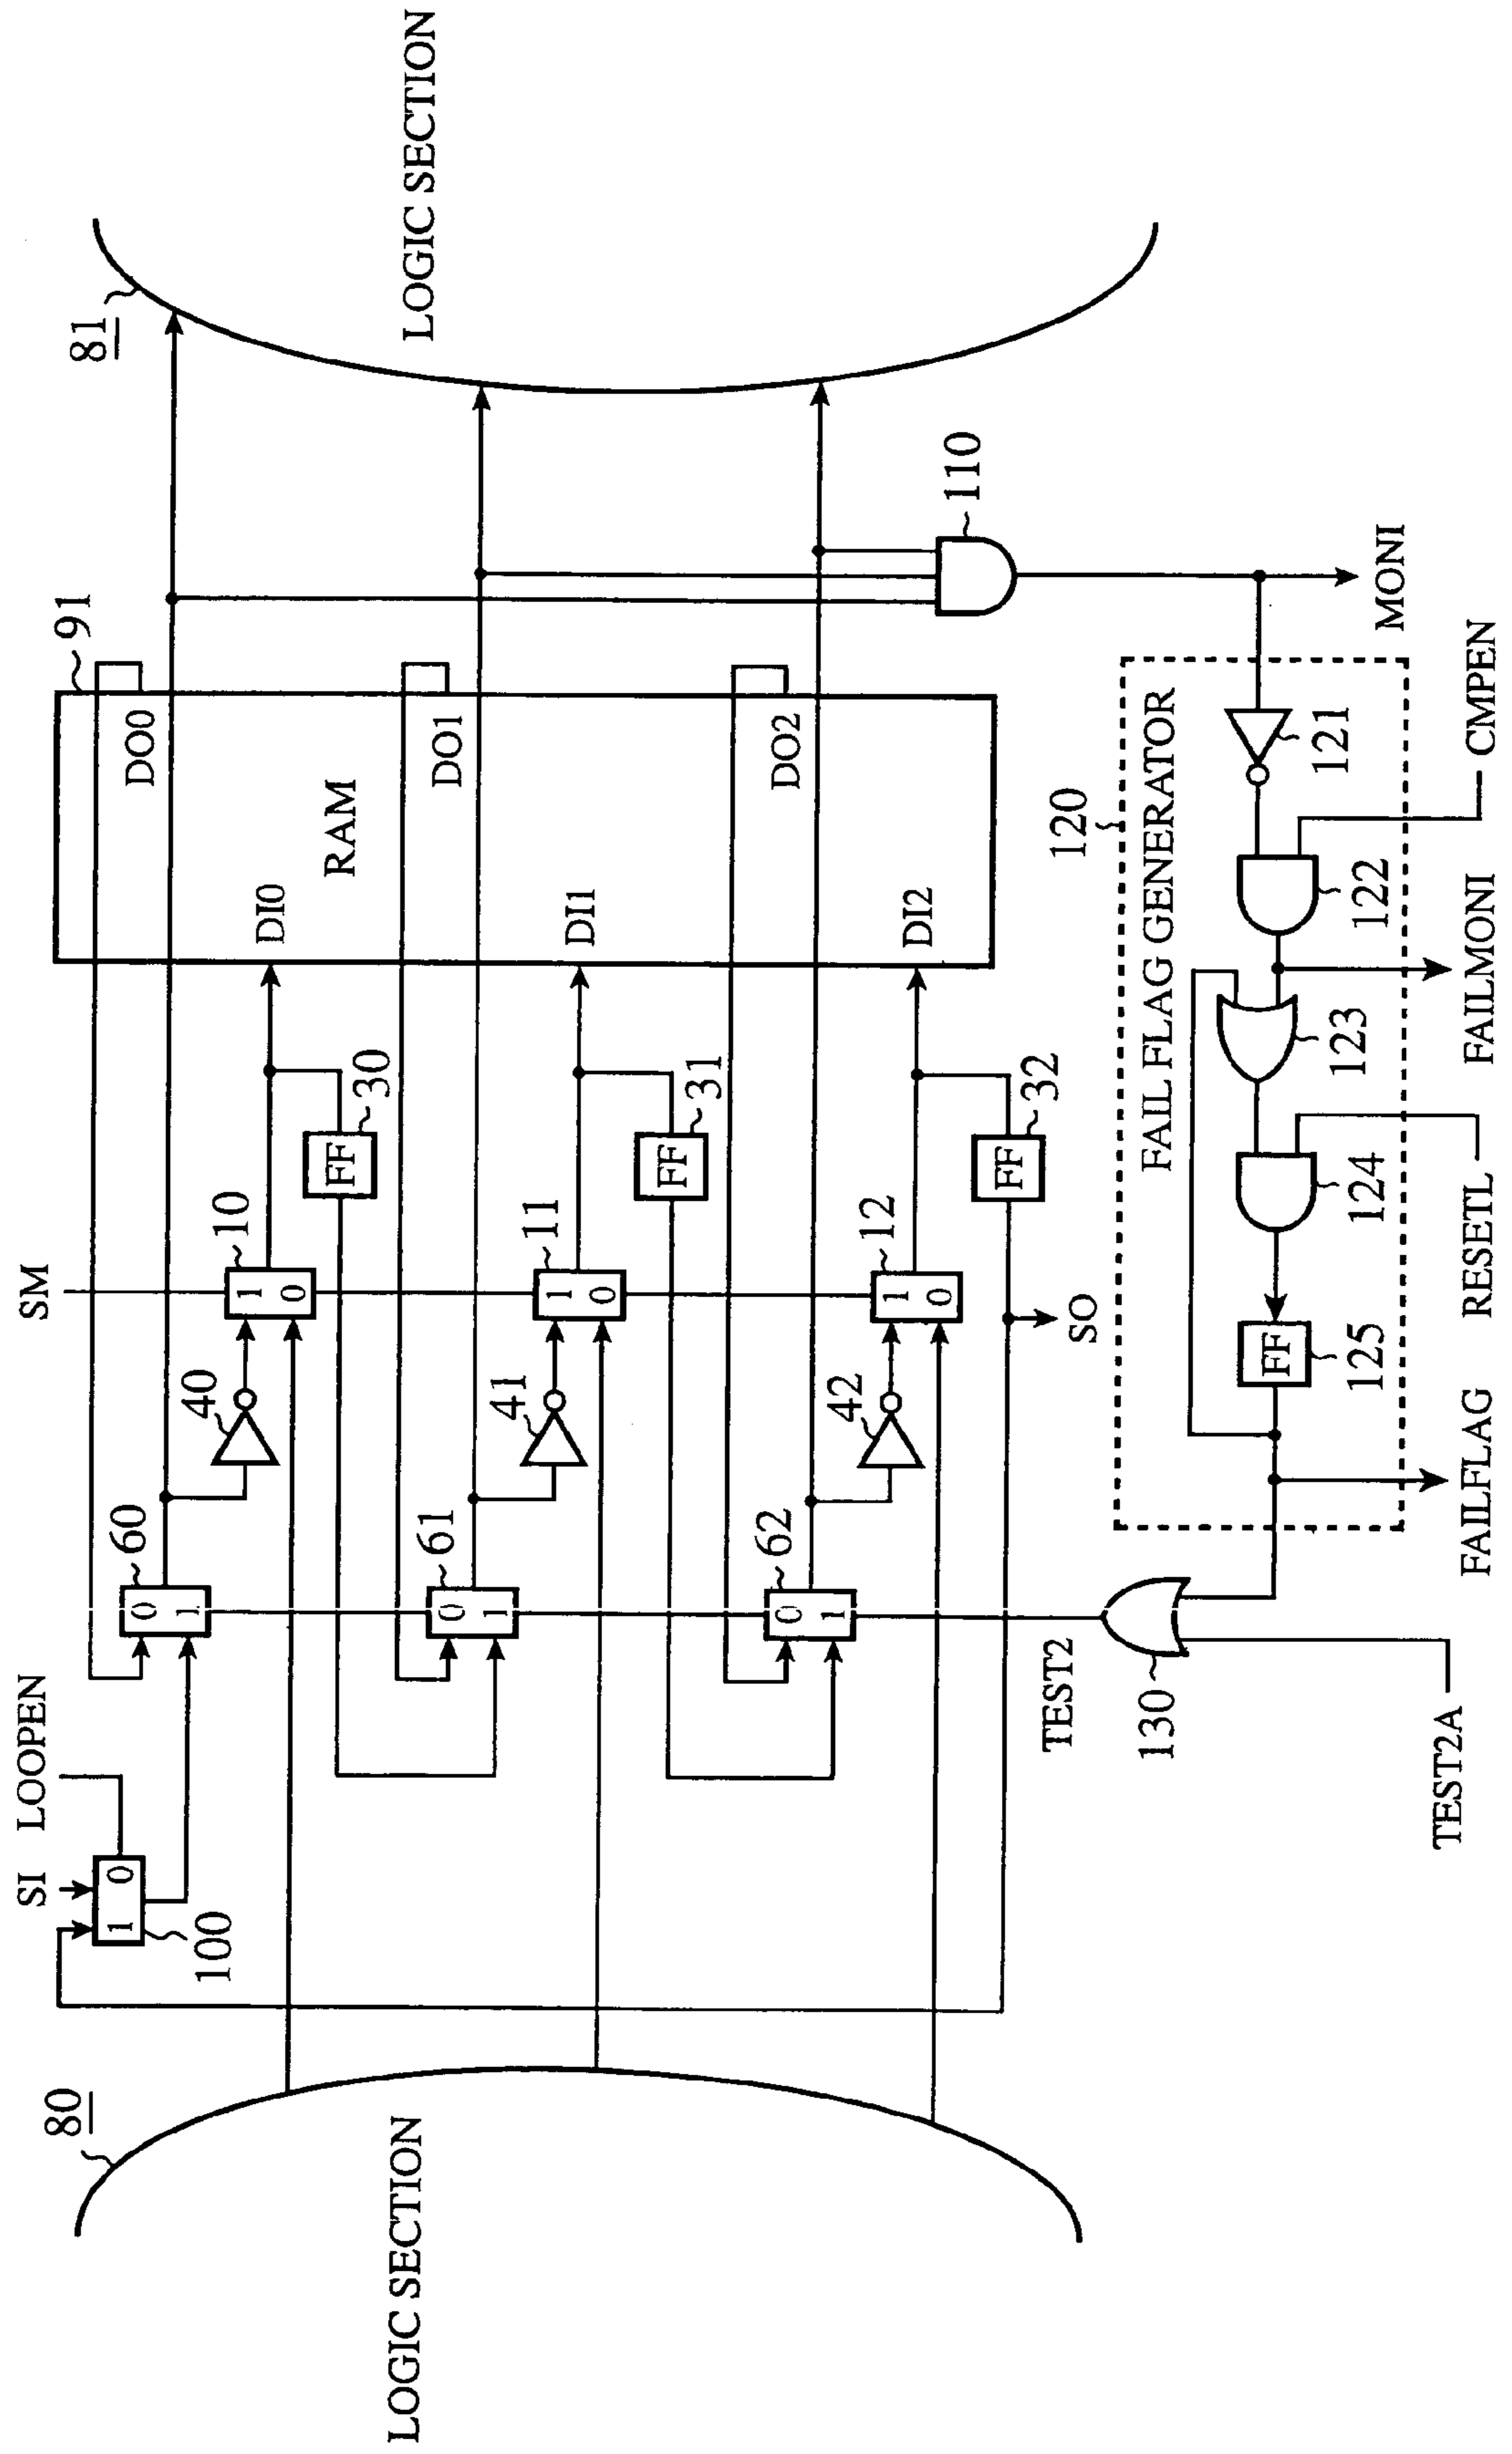 LOGIC SECTION
80
SI
LOOPEN
1 0
100
SM
60
0 1
61
0 1
62
0 1
40
41
42
10
1 0
11
1 0
12
1 0
FF
30
FF
31
FF
32
SO
91
RAM
DI0
DI1
DI2
DO0
DO1
DO2
81
LOGIC SECTION
110
MONI
120
FAIL FLAG GENERATOR
121
122
CMPEN
123
FAILMONI
124
RESETL
FF
125
FAILFLAG
130
TEST2
TEST2A